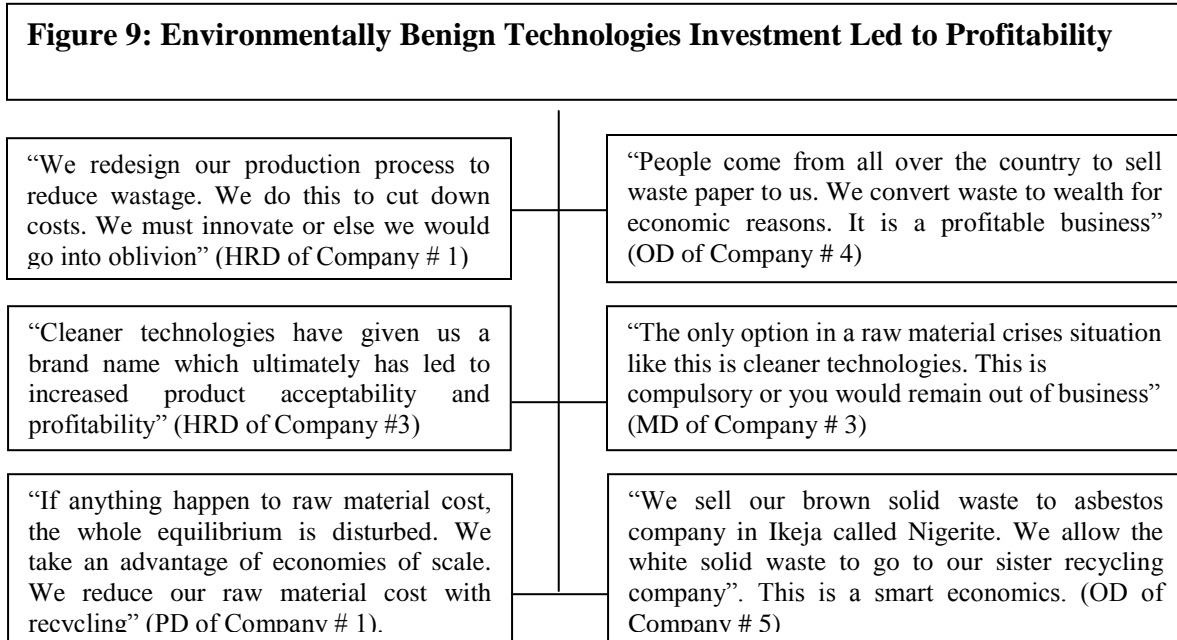 Figure 9: Environmentally Benign Technologies Investment Led to Profitability
“We redesign our production process to
reduce wastage. We do this to cut down
costs. We must innovate or else we would
go into oblivion” (HRD of Company # 1)
“People come from all over the country to sell
waste paper to us. We convert waste to wealth for
economic reasons. It is a profitable business”
(OD of Company # 4)
“Cleaner technologies have given us a
brand name which ultimately has led to
increased product acceptability and
profitability” (HRD of Company #3)
“The only option in a raw material crises situation
like this is cleaner technologies. This is
compulsory or you would remain out of business”
(MD of Company # 3)
“If anything happen to raw material cost,
the whole equilibrium is disturbed. We
take an advantage of economies of scale.
We reduce our raw material cost with
recycling” (PD of Company # 1).
“We sell our brown solid waste to asbestos
company in Ikeja called Nigerite. We allow the
white solid waste to go to our sister recycling
company”. This is a smart economics. (OD of
Company # 5)